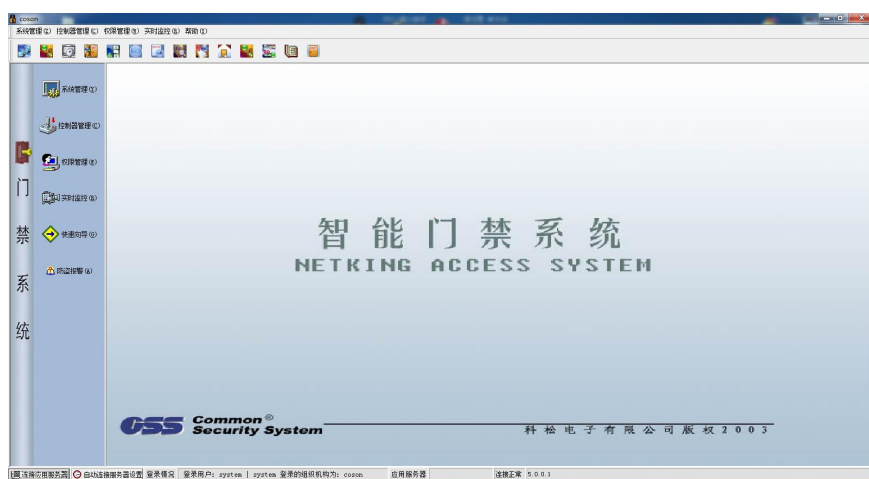 coson
系统管理(X) 控制器管理(C) 权限管理(R) 实时监控(R) 帮助(I)
系统管理(X)
控制器管理(C)
权限管理(R)
实时监控(R)
快速向导(G)
防盗报警(A)
门禁系统
智能门禁系统
NETKING ACCESS SYSTEM
CSS Common®
Security System
科松电子有限公司版权2003
连接应用服务器 自动连接服务器设置 登录情况 登录用户: system | system 登录的组织机构为: coson 应用服务器 连接正常 5.0.0.1